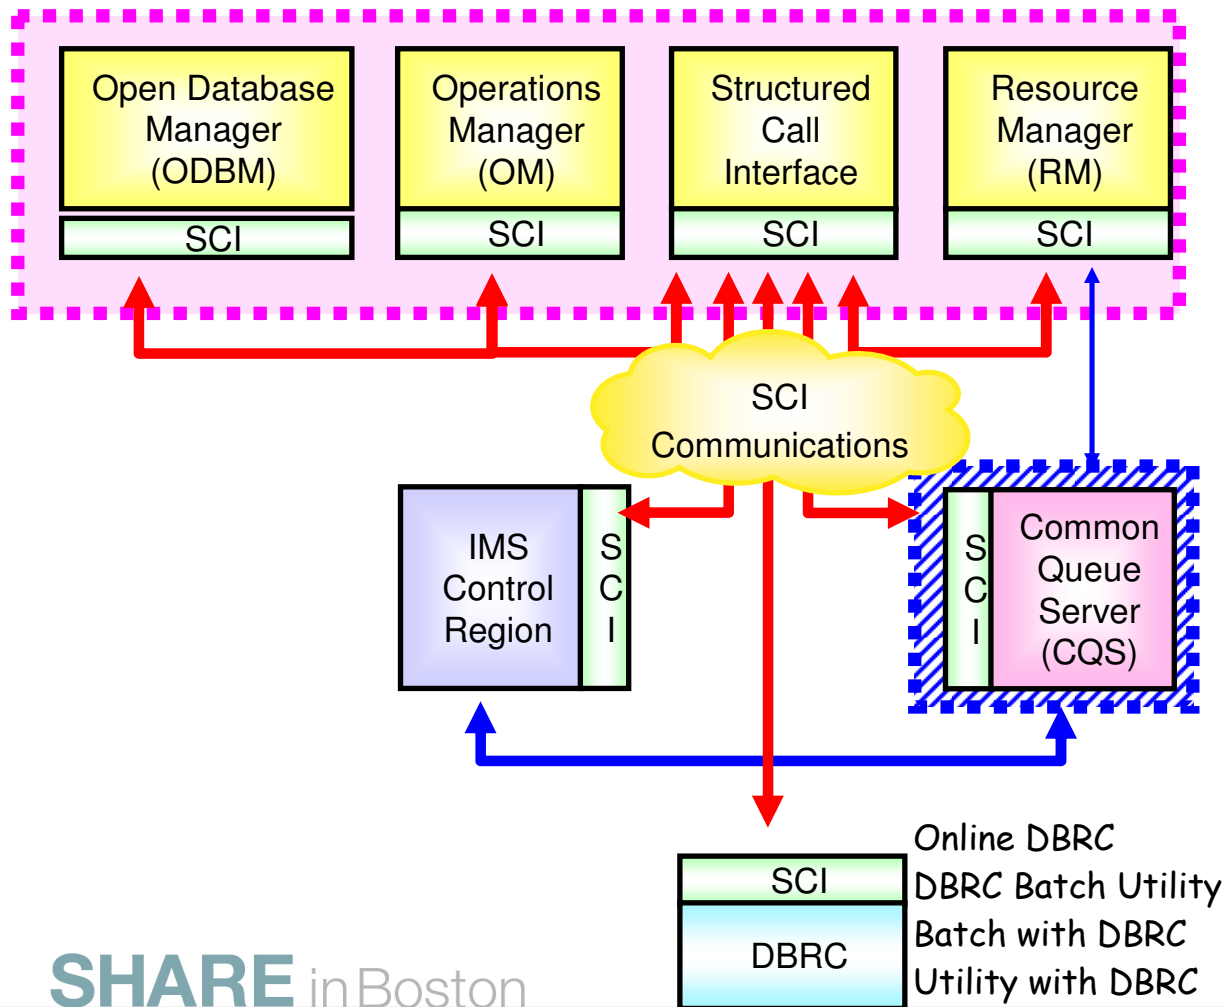 Open Database
Manager
(ODBM)
SCI
Operations
Manager
(OM)
SCI
Structured
Call
Interface
SCI
Resource
Manager
(RM)
SCI
SCI
Communications
IMS
Control
Region
S
C
I
S
C
I
Common
Queue
Server
(CQS)
SCI
DBRC
Online DBRC
DBRC Batch Utility
Batch with DBRC
Utility with DBRC
SHARE in Boston